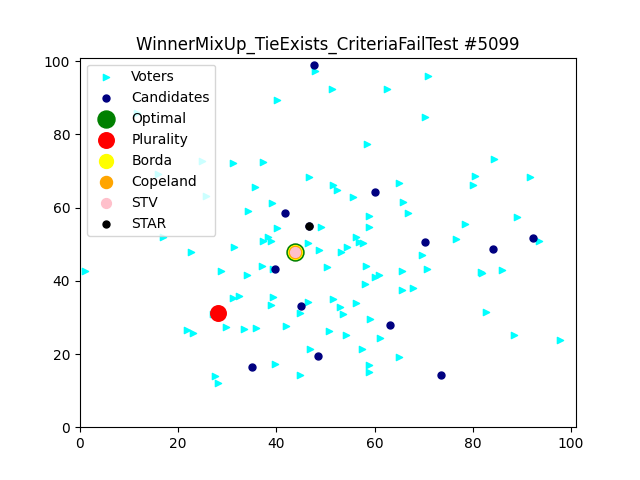 WinnerMixUp_TieExists_CriteriaFailTest #5099
100
80
60
40
20
0
Voters
Candidates
Optimal
Plurality
Borda
Copeland
STV
STAR
0 20 40 60 80 100